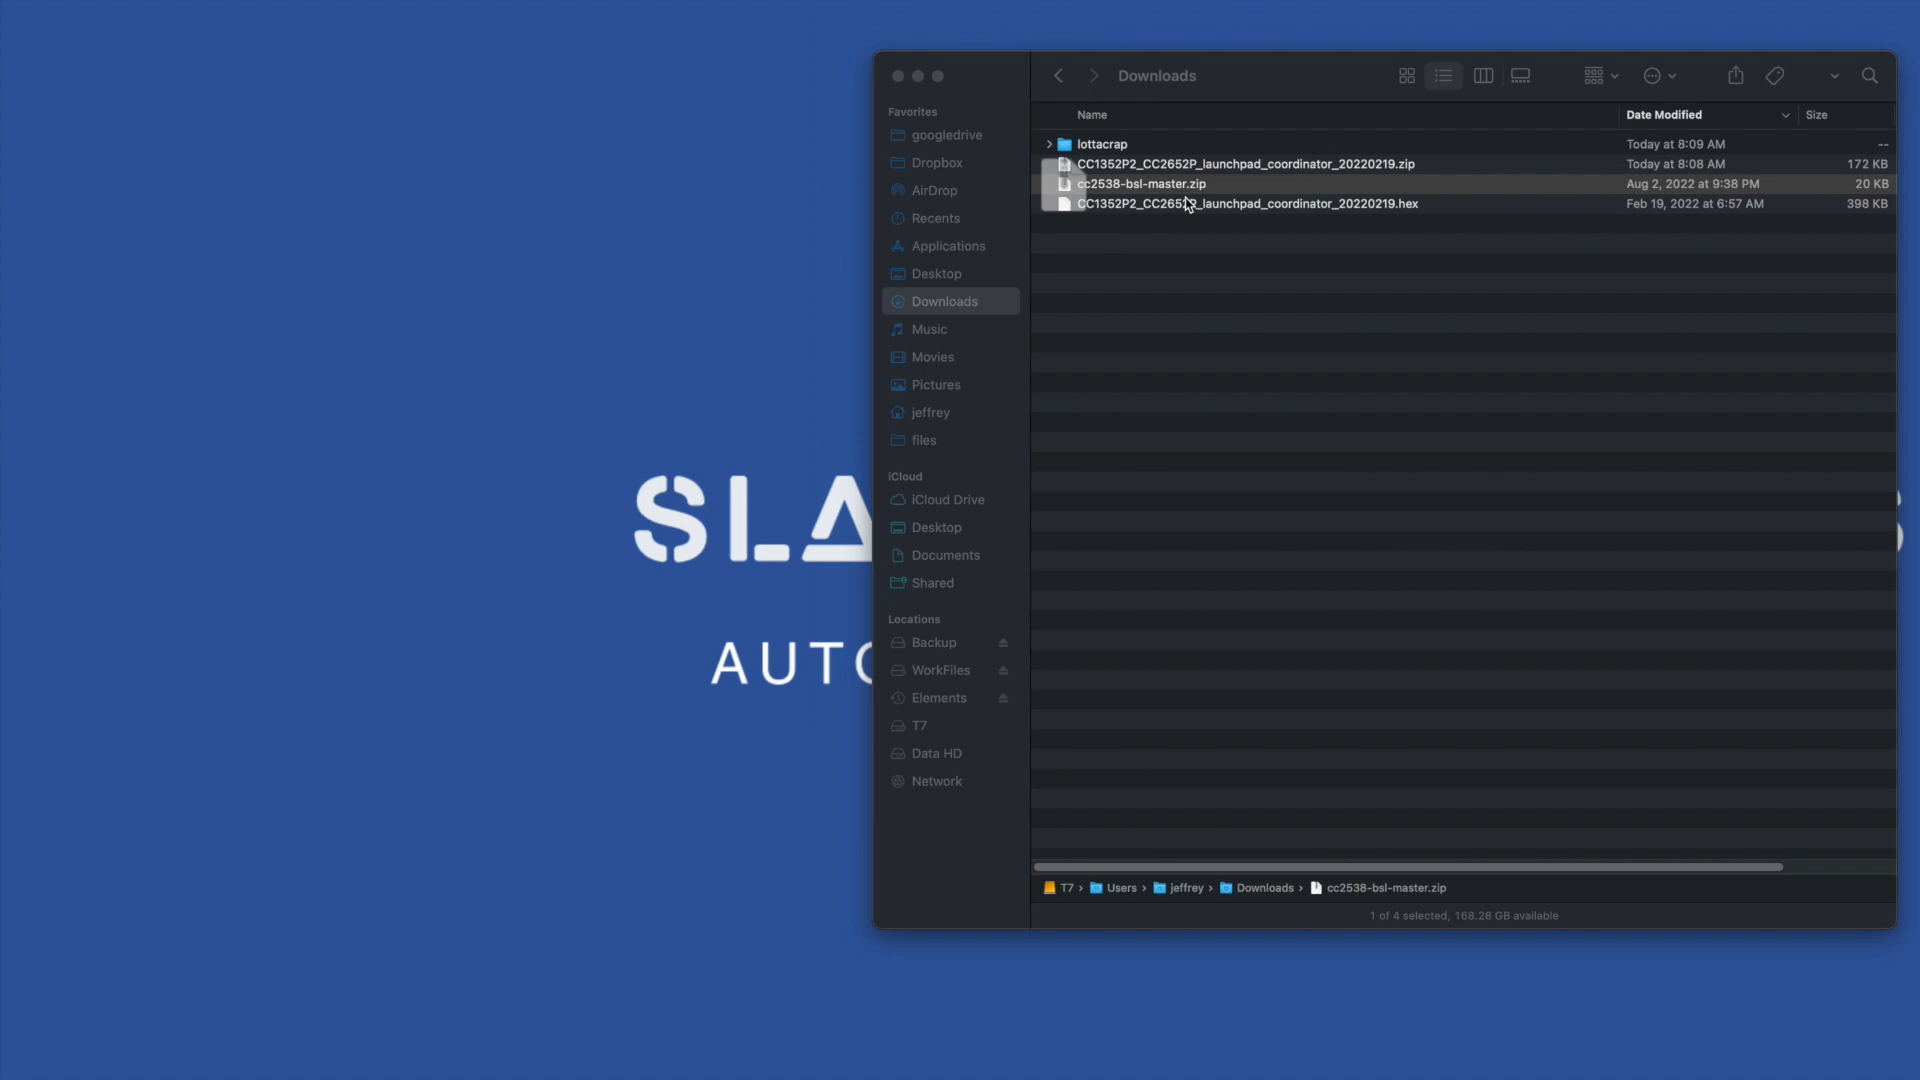 Downloads
Favorites
googledrive
Dropbox
AirDrop
Recents
Applications
Desktop
Downloads
Music
Movies
Pictures
jeffrey
files
iCloud
iCloud Drive
Desktop
Documents
Shared
Locations
Backup
WorkFiles
Elements
T7
Data HD
Network
Name Date Modified Size
lottacrap Today at 8:09 AM --
CC1352P2_CC2652P_launchpad_coordinator_20220219.zip Today at 8:08 AM 172 KB
cc2538-bsl-master.zip Aug 2, 2022 at 9:38 PM 20 KB
CC1352P2_CC2652P_launchpad_coordinator_20220219.hex Feb 19, 2022 at 6:57 AM 398 KB
T7 › Users › jeffrey › Downloads › cc2538-bsl-master.zip
1 of 4 selected, 168.28 GB available
SLA
AUTO